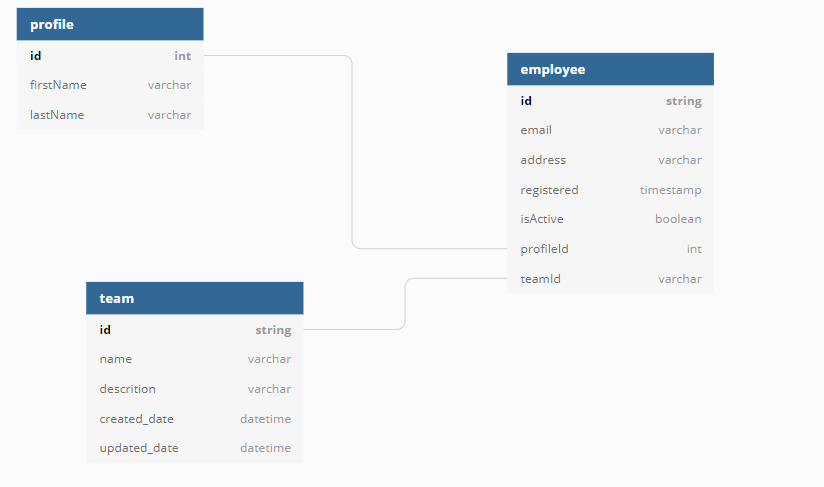 profile
id int
firstName varchar
lastName varchar
employee
id string
email varchar
address varchar
registered timestamp
isActive boolean
profileId int
teamId varchar
team
id string
name varchar
descrition varchar
created_date datetime
updated_date datetime